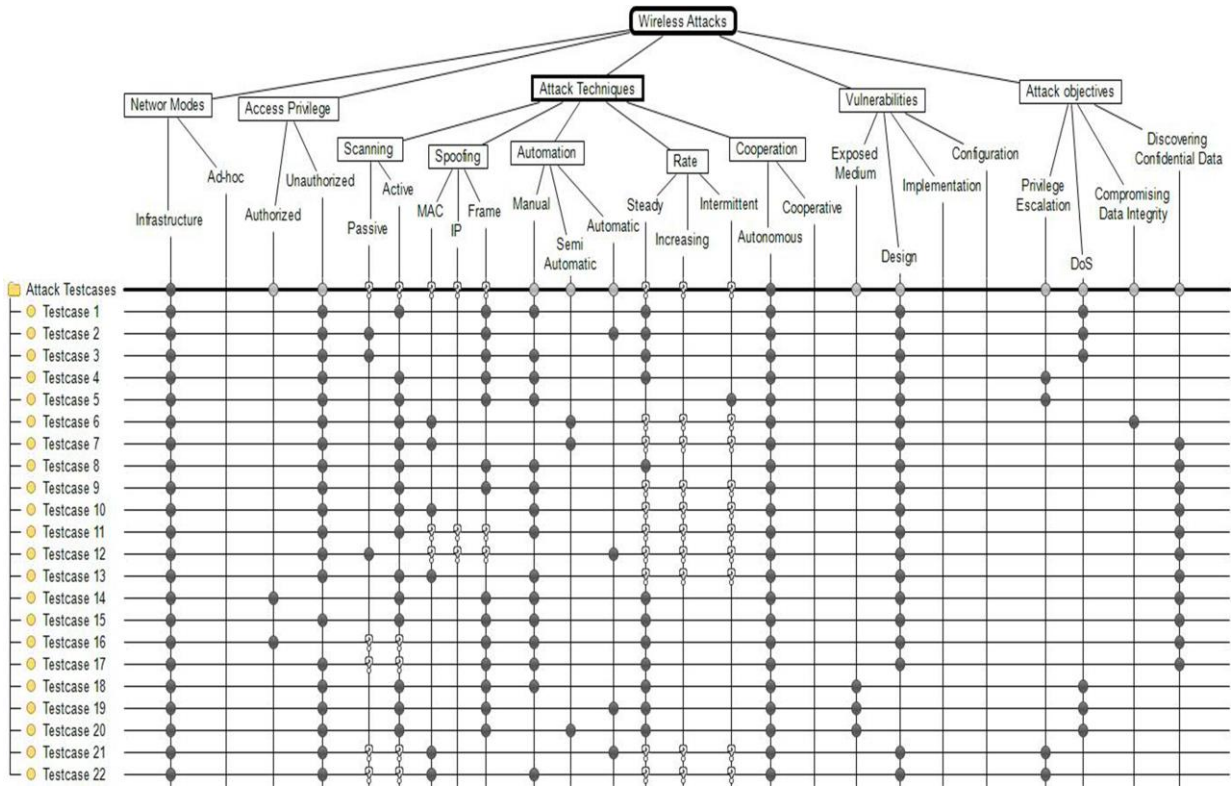 Wireless Attacks
Networ Modes
Access Privilege
Attack Techniques
Vulnerabilities
Attack objectives
Scanning
Spoofing
Automation
Rate
Cooperation
Infrastructure
Ad-hoc
Authorized
Unauthorized
Passive
Active
MAC
IP
Frame
Manual
Semi
Automatic
Automatic
Steady
Increasing
Intermittent
Autonomous
Cooperative
Exposed
Medium
Design
Implementation
Configuration
Privilege
Escalation
DoS
Compromising
Data Integrity
Discovering
Confidential Data
Attack Testcases
Testcase 1
Testcase 2
Testcase 3
Testcase 4
Testcase 5
Testcase 6
Testcase 7
Testcase 8
Testcase 9
Testcase 10
Testcase 11
Testcase 12
Testcase 13
Testcase 14
Testcase 15
Testcase 16
Testcase 17
Testcase 18
Testcase 19
Testcase 20
Testcase 21
Testcase 22